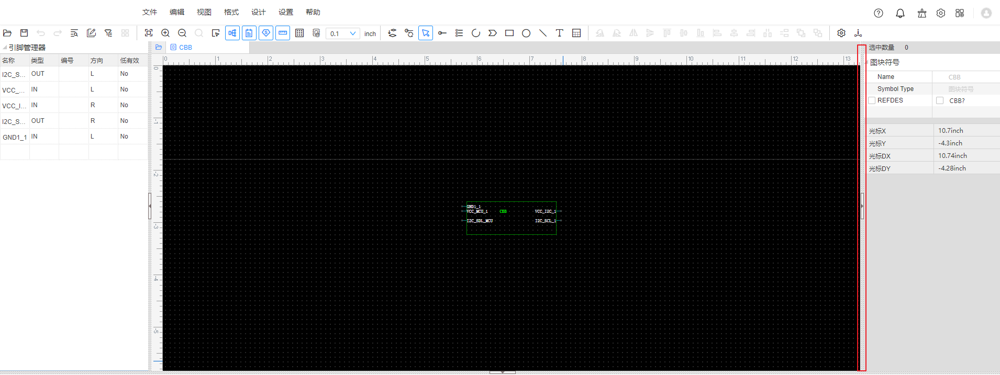 文件 编辑 视图 格式 设计 设置 帮助
0.1 inch
引脚管理器
CBB
选中数量 0
名称 类型 编号 方向 低有效
I2C_S... OUT L No
VCC_... IN L No
VCC_I... IN R No
I2C_S... OUT R No
GND1_1 IN L No
0 1 2 3 4 5 6 7 8 9 10 11 12 13
0
-1
-2
-3
-4
-5
GND1_1
VCC_MCU_1 CBB VCC_I2C_1
I2C_SDL_MCU I2C_SCL_1
图块符号
Name CBB
Symbol Type 图块符号
REFDES CBB?
光标X 10.7inch
光标Y -4.3inch
光标DX 10.74inch
光标DY -4.28inch